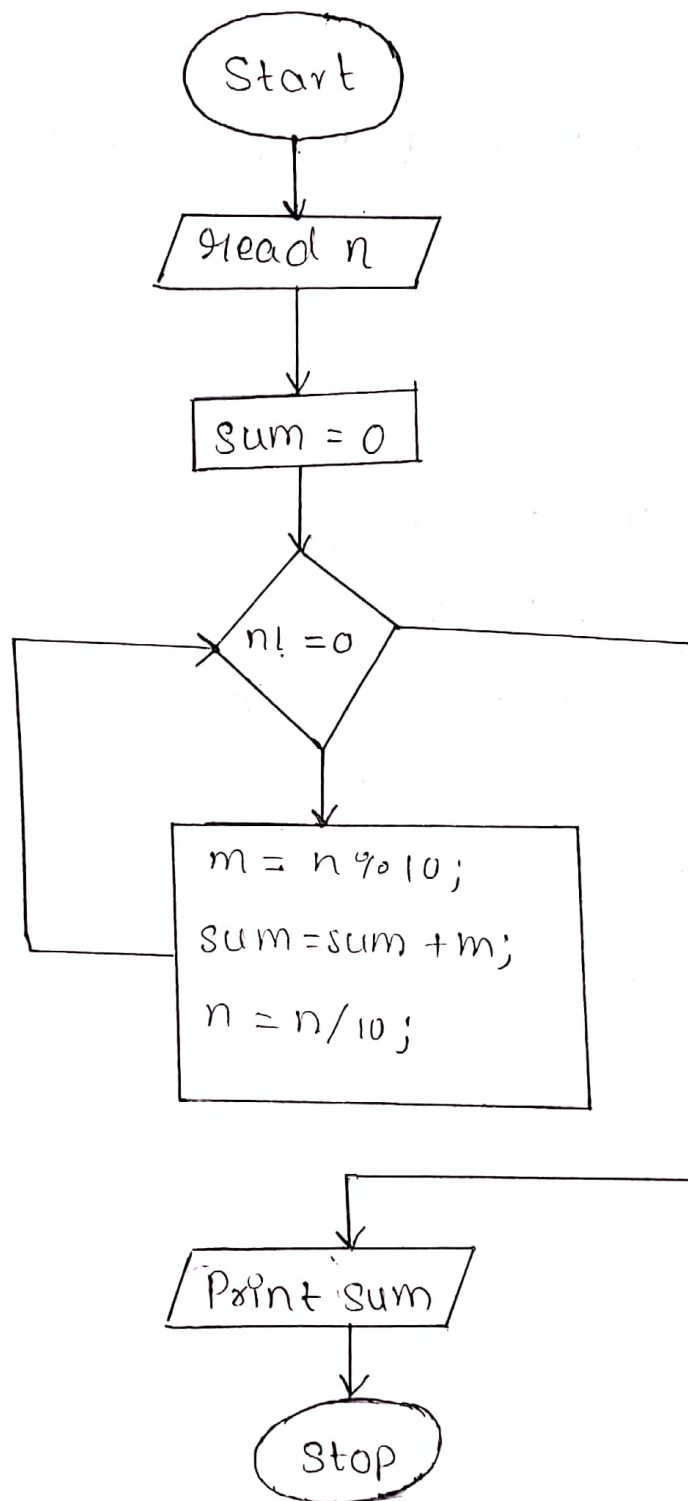 Start
read n
sum = 0
n! = 0
m = n % 10;
sum = sum + m;
n = n/10;
Print sum
Stop